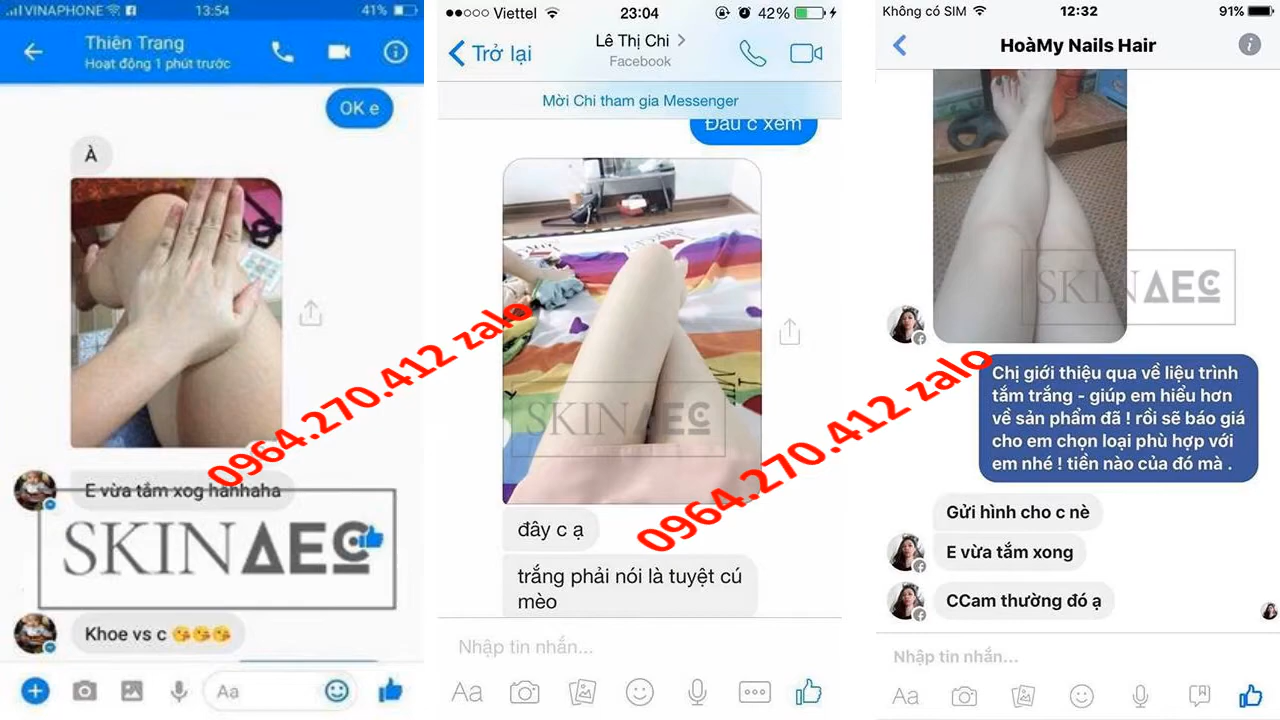 VINAPHONE
13:54
41%
Thiên Trang
Hoạt động 1 phút trước
OK e
À
E vừa tắm xog hahhaha
SKINAEC
Khoe vs c 😘😘😘
Aa
Viettel
23:04
42%
Trở lại
Lê Thị Chi
Facebook
Mời Chi tham gia Messenger
Đâu c xem
SKINAEC
0964.270.412 zalo
đây c ạ
trắng phải nói là tuyệt cú
mèo
Nhập tin nhắn...
Aa
Không có SIM
12:32
91%
HoàMy Nails Hair
SKINAEC
0964.270.412 zalo
Chị giới thiệu qua về liệu trình
tắm trắng - giúp em hiểu hơn
về sản phẩm đã ! rồi sẽ báo giá
cho em chọn loại phù hợp với
em nhé ! tiền nào của đó mà .
Gửi hình cho c nè
E vừa tắm xong
CCam thường đó ạ
Nhập tin nhắn...
Aa